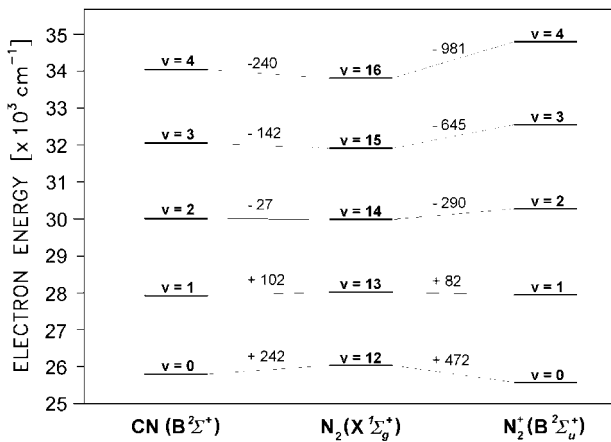 ELECTRON ENERGY [x 10³ cm⁻¹]
35
34
33
32
31
30
29
28
27
26
25
v = 4
-240
v = 16
- 981
v = 4
v = 3
- 142
v = 15
- 645
v = 3
v = 2
- 27
v = 14
- 290
v = 2
v = 1
+ 102
v = 13
+ 82
v = 1
v = 0
+ 242
v = 12
+ 472
v = 0
CN (B²Σ⁺)
N₂(X¹Σg⁺)
N₂⁺(B²Σu⁺)